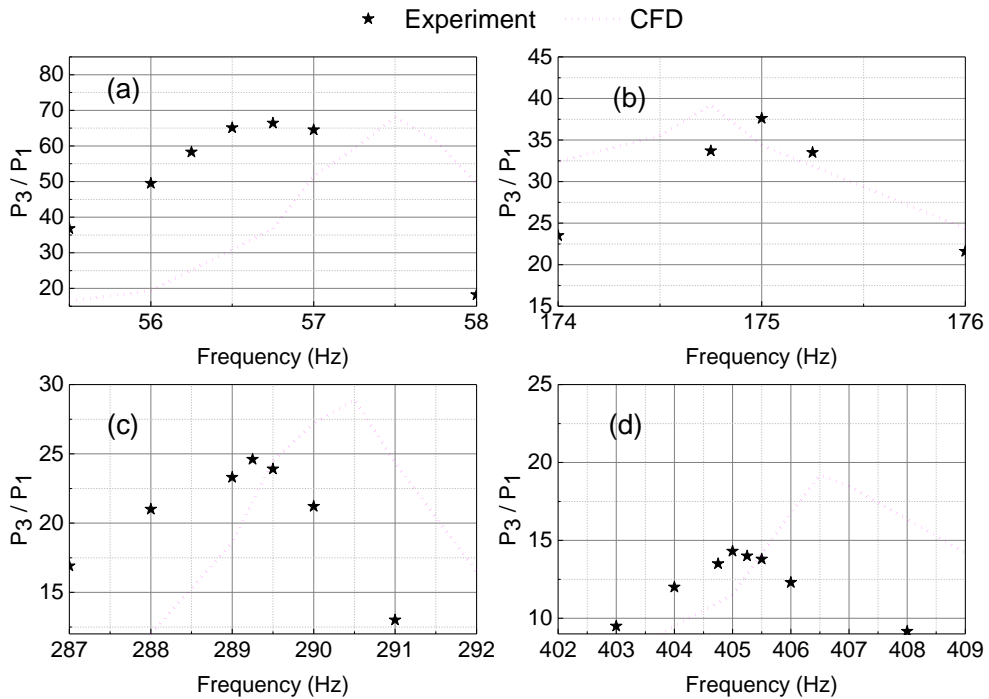 Experiment CFD
(a)
80
70
60
50
40
30
20
P3 / P1
56 57 58
Frequency (Hz)
(b)
45
40
35
30
25
20
15
P3 / P1
174 175 176
Frequency (Hz)
(c)
30
25
20
15
P3 / P1
287 288 289 290 291 292
Frequency (Hz)
(d)
25
20
15
10
P3 / P1
402 403 404 405 406 407 408 409
Frequency (Hz)